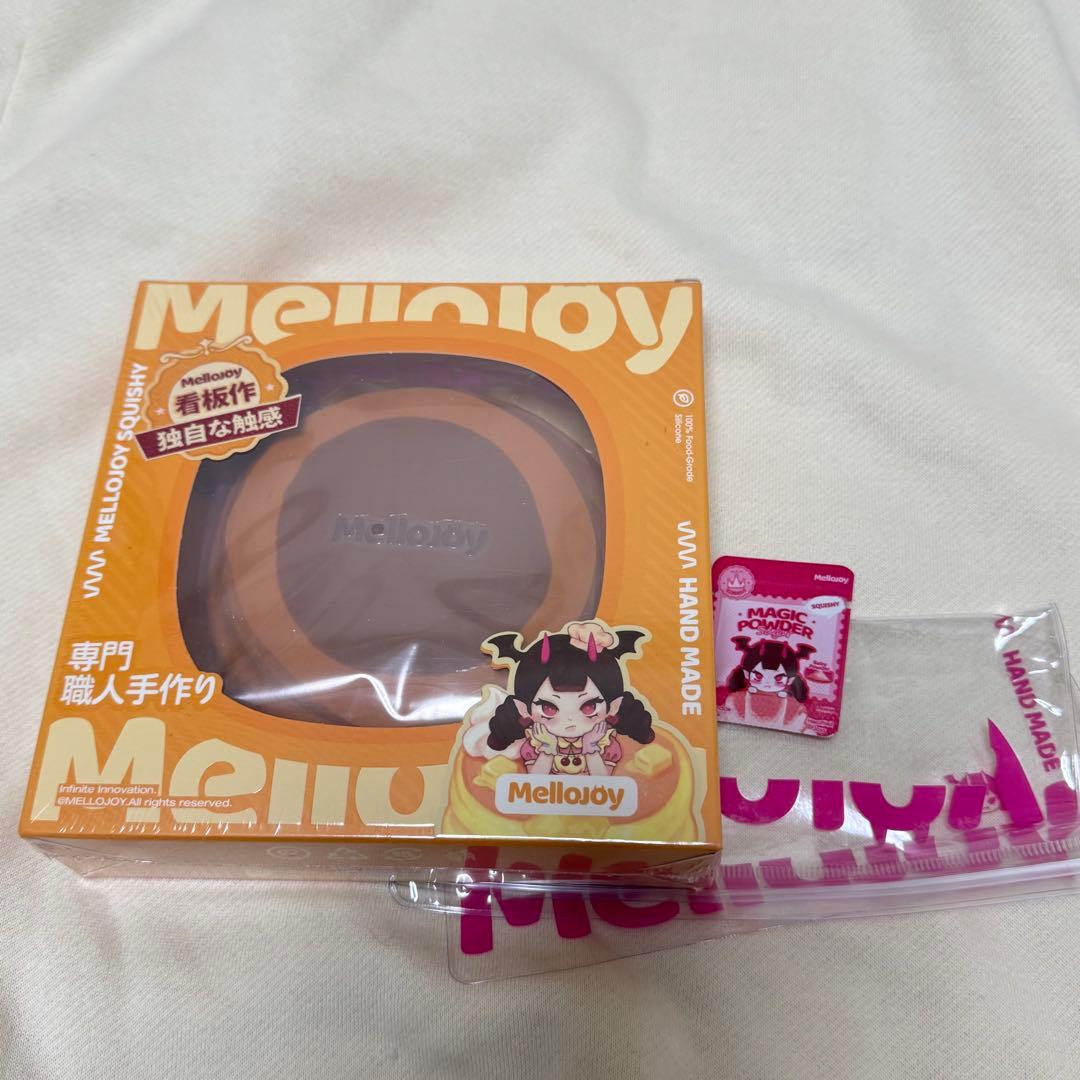 MelloJoy
MelloJoy
看板作
独自な触感
MELLOJOY SQUISHY
100% Food-Grade
Silicone
MelloJoy
HAND MADE
専門
職人手作り
MelloJoy
Infinite Innovation.
©MELLOJOY.All rights reserved.
MelloJoy
MelloJoy
SQUISHY
MAGIC
POWDER
HAND MADE